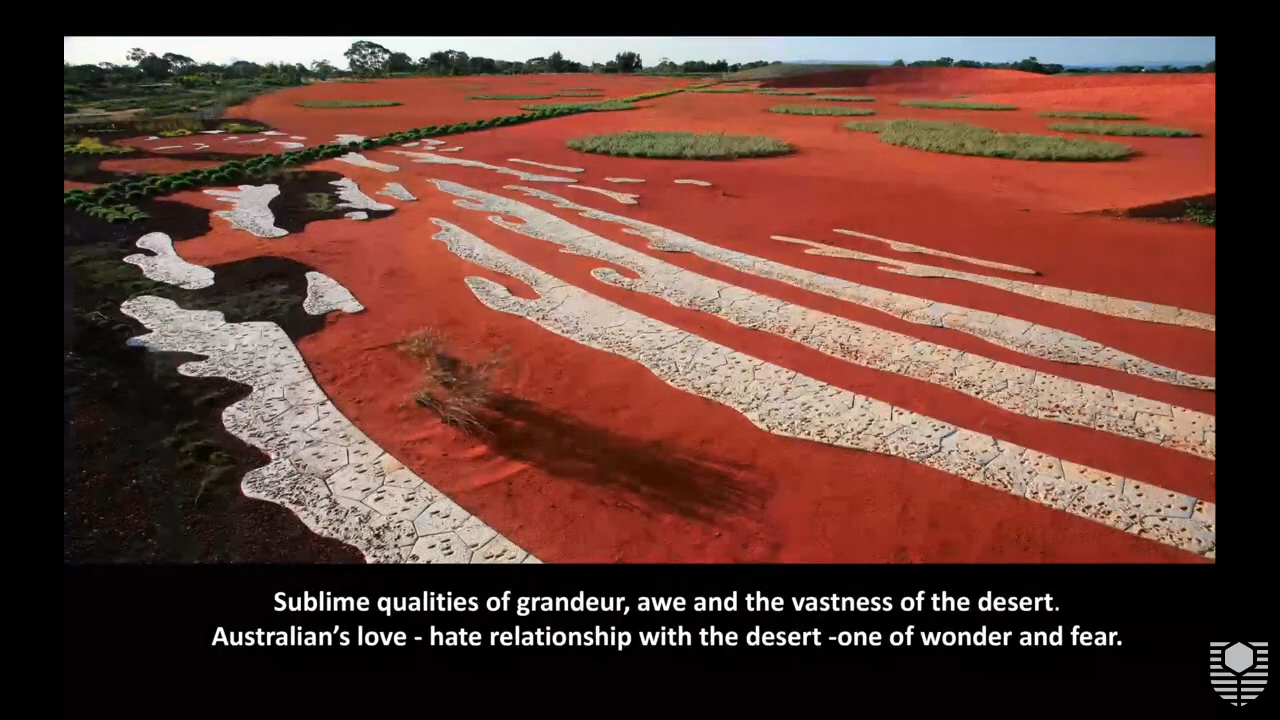 Sublime qualities of grandeur, awe and the vastness of the desert.
Australian’s love - hate relationship with the desert -one of wonder and fear.